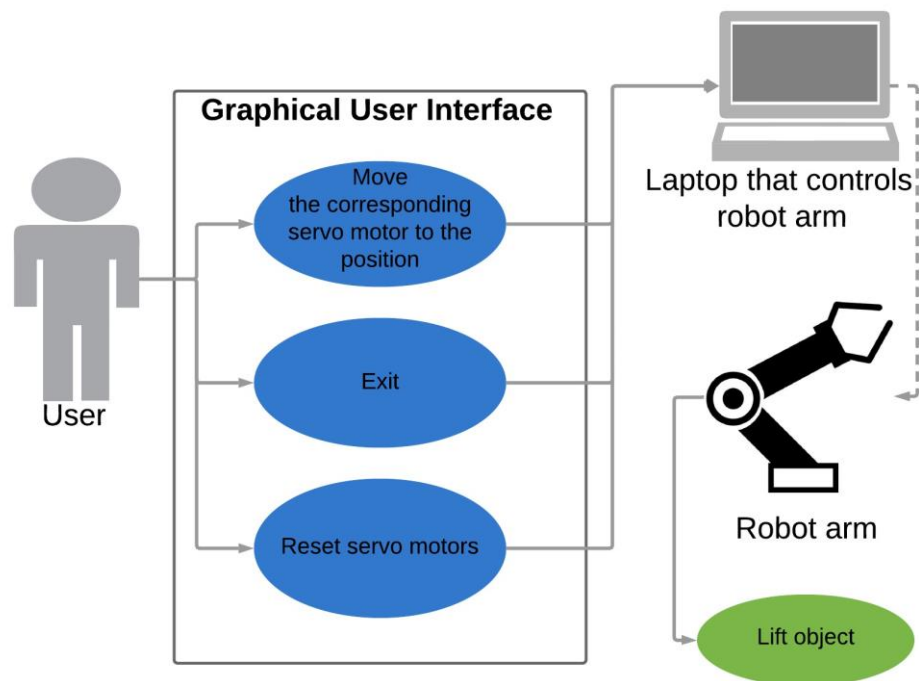 Graphical User Interface
Move
the corresponding
servo motor to the
position
Exit
Reset servo motors
User
Laptop that controls
robot arm
Robot arm
Lift object